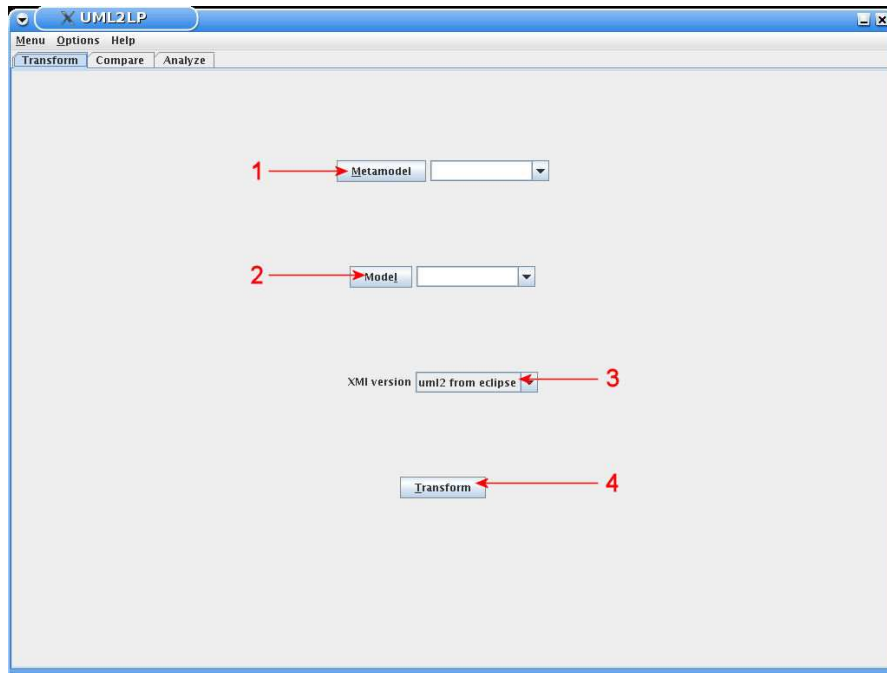 UML2LP
Menu Options Help
Transform Compare Analyze
1 Metamodel
2 Model
XMI version uml2 from eclipse 3
Transform 4